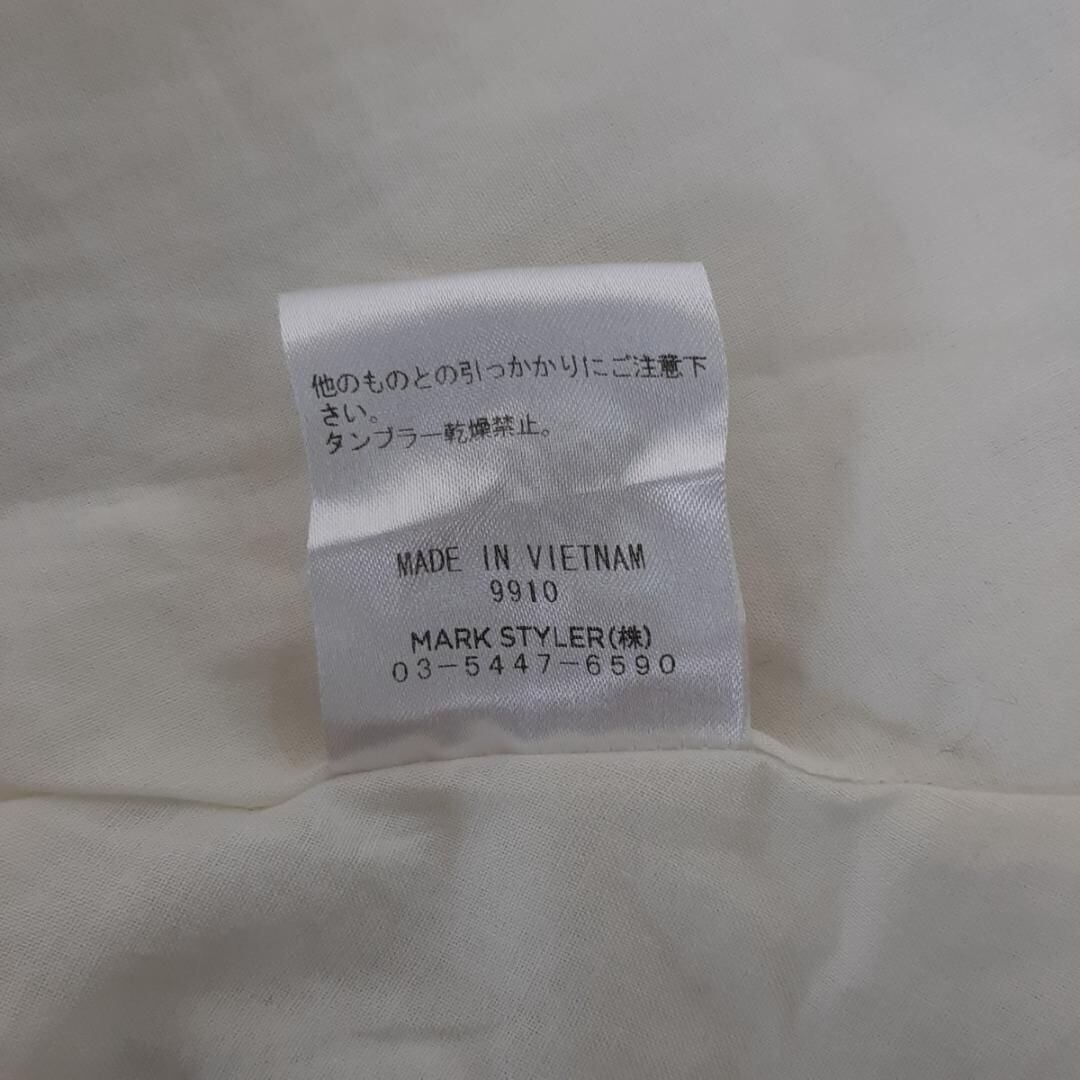 他のものとの引っかかりにご注意下
さい。
タンブラー乾燥禁止。
MADE IN VIETNAM
9910
MARK STYLER(株)
03-5447-6590